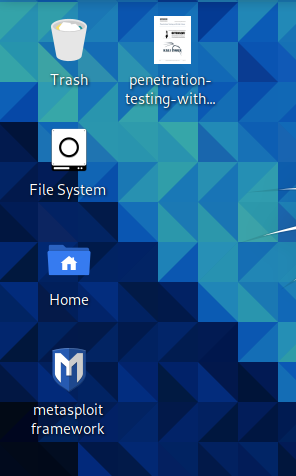 Trash
penetration-
testing-with...
File System
Home
metasploit
framework